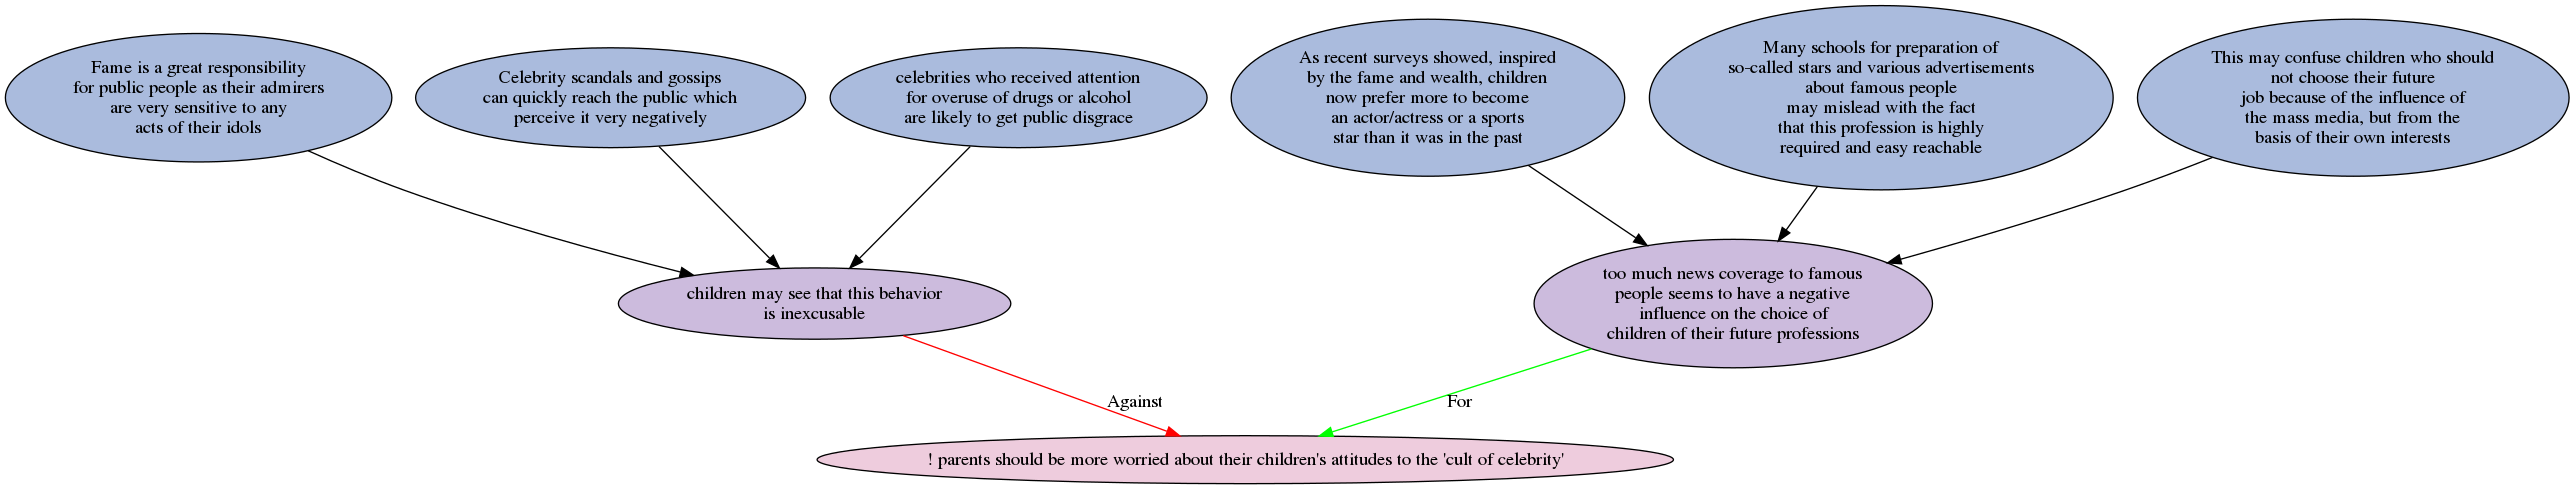 Fame is a great responsibility
for public people as their admirers
are very sensitive to any
acts of their idols
Celebrity scandals and gossips
can quickly reach the public which
perceive it very negatively
celebrities who received attention
for overuse of drugs or alcohol
are likely to get public disgrace
As recent surveys showed, inspired
by the fame and wealth, children
now prefer more to become
an actor/actress or a sports
star than it was in the past
Many schools for preparation of
so-called stars and various advertisements
about famous people
may mislead with the fact
that this profession is highly
required and easy reachable
This may confuse children who should
not choose their future
job because of the influence of
the mass media, but from the
basis of their own interests
children may see that this behavior
is inexcusable
too much news coverage to famous
people seems to have a negative
influence on the choice of
children of their future professions
Against
For
! parents should be more worried about their children's attitudes to the 'cult of celebrity'